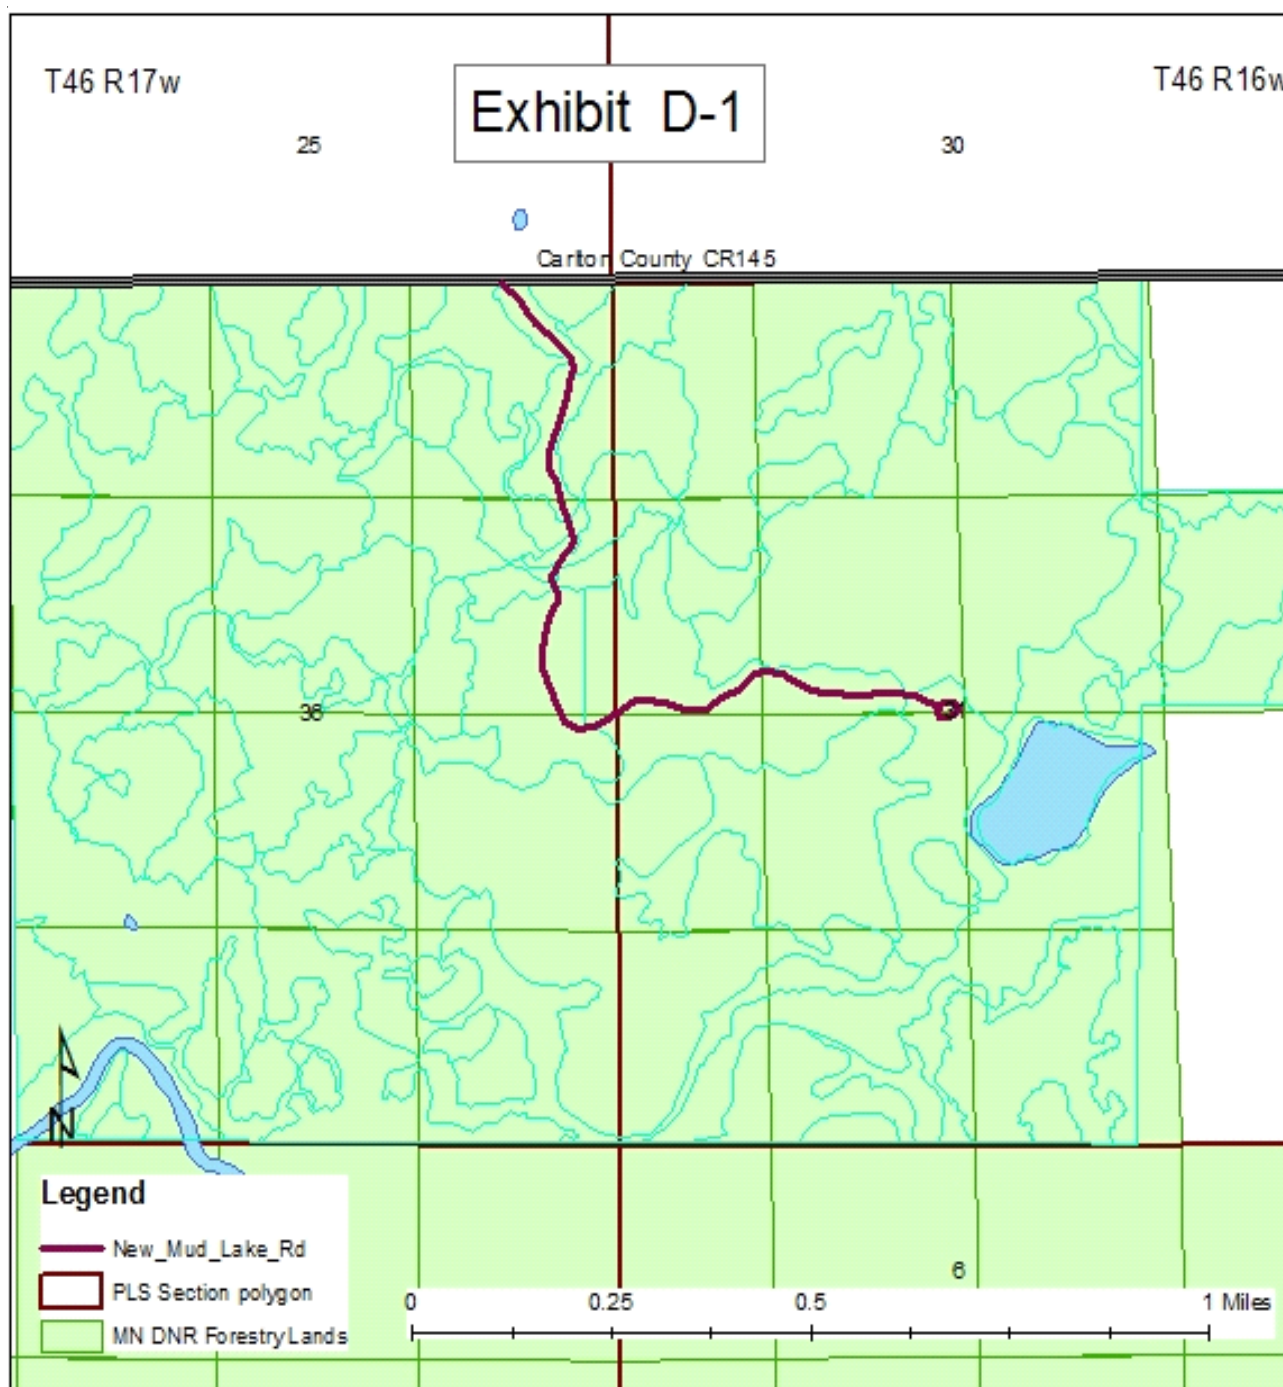 T46 R17w
T46 R16w
Exhibit D-1
25
30
Carlton County CR145
36
N
Legend
New_Mud_Lake_Rd
PLS Section polygon
MN DNR Forestry Lands
6
0 0.25 0.5 1 Miles